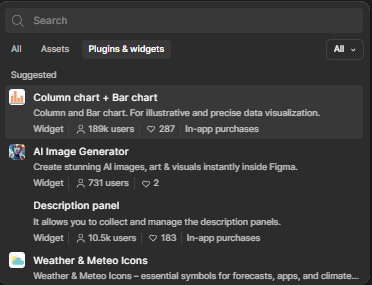 Search
All Assets Plugins & widgets All
Suggested
Column chart + Bar chart
Column and Bar chart. For illustrative and precise data visualization.
Widget 189k users 287 In-app purchases
AI Image Generator
Create stunning AI images, art & visuals instantly inside Figma.
Widget 731 users 2
Description panel
It allows you to collect and manage the description panels.
Widget 10.5k users 183 In-app purchases
Weather & Meteo Icons
Weather & Meteo Icons – essential symbols for forecasts, apps, and climate...